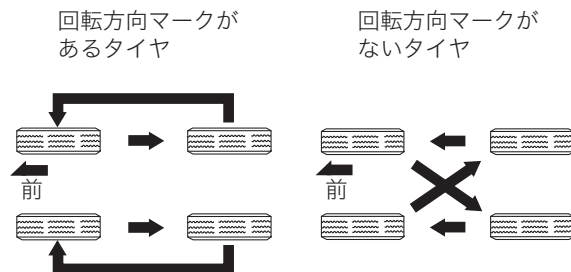 回転方向マークが
あるタイヤ
回転方向マークが
ないタイヤ
前
前